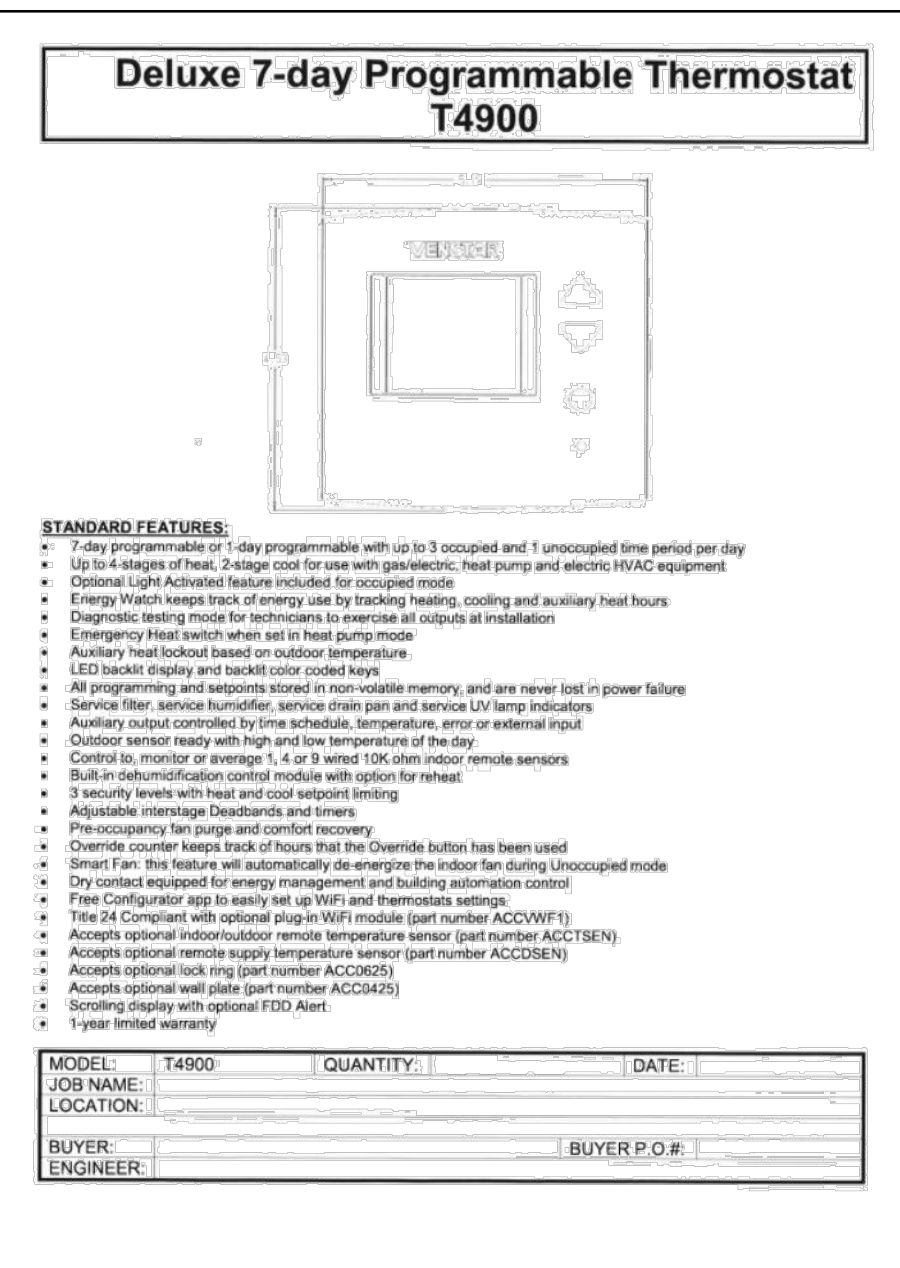 Deluxe 7-day Programmable Thermostat
T4900
VENSTAR
STANDARD FEATURES:
• 7-day programmable or 1-day programmable with up to 3 occupied and 1 unoccupied time period per day
• Up to 4-stages of heat, 2-stage cool for use with gas/electric, heat pump and electric HVAC equipment
• Optional Light Activated feature included for occupied mode
• Energy Watch keeps track of energy use by tracking heating, cooling and auxiliary heat hours
• Diagnostic testing mode for technicians to exercise all outputs at installation
• Emergency Heat switch when set in heat pump mode
• Auxiliary heat lockout based on outdoor temperature
• LED backlit display and backlit color coded keys
• All programming and setpoints stored in non-volatile memory, and are never lost in power failure
• Service filter, service humidifier, service drain pan and service UV lamp indicators
• Auxiliary output controlled by time schedule, temperature, error or external input
• Outdoor sensor ready with high and low temperature of the day
• Control to, monitor or average 1, 4 or 9 wired 10K ohm indoor remote sensors
• Built-in dehumidification control module with option for reheat
• 3 security levels with heat and cool setpoint limiting
• Adjustable interstage Deadbands and timers
• Pre-occupancy fan purge and comfort recovery
• Override counter keeps track of hours that the Override button has been used
• Smart Fan: this feature will automatically de-energize the indoor fan during Unoccupied mode
• Dry contact equipped for energy management and building automation control
• Free Configurator app to easily set up WiFi and thermostats settings
• Title 24 Compliant with optional plug-in WiFi module (part number ACCVWF1)
• Accepts optional indoor/outdoor remote temperature sensor (part number ACCTSEN)
• Accepts optional remote supply temperature sensor (part number ACCDSEN)
• Accepts optional lock ring (part number ACC0625)
• Accepts optional wall plate (part number ACC0425)
• Scrolling display with optional FDD Alert
• 1-year limited warranty
MODEL: T4900 QUANTITY: DATE:
JOB NAME:
LOCATION:
BUYER: BUYER P.O.#:
ENGINEER: